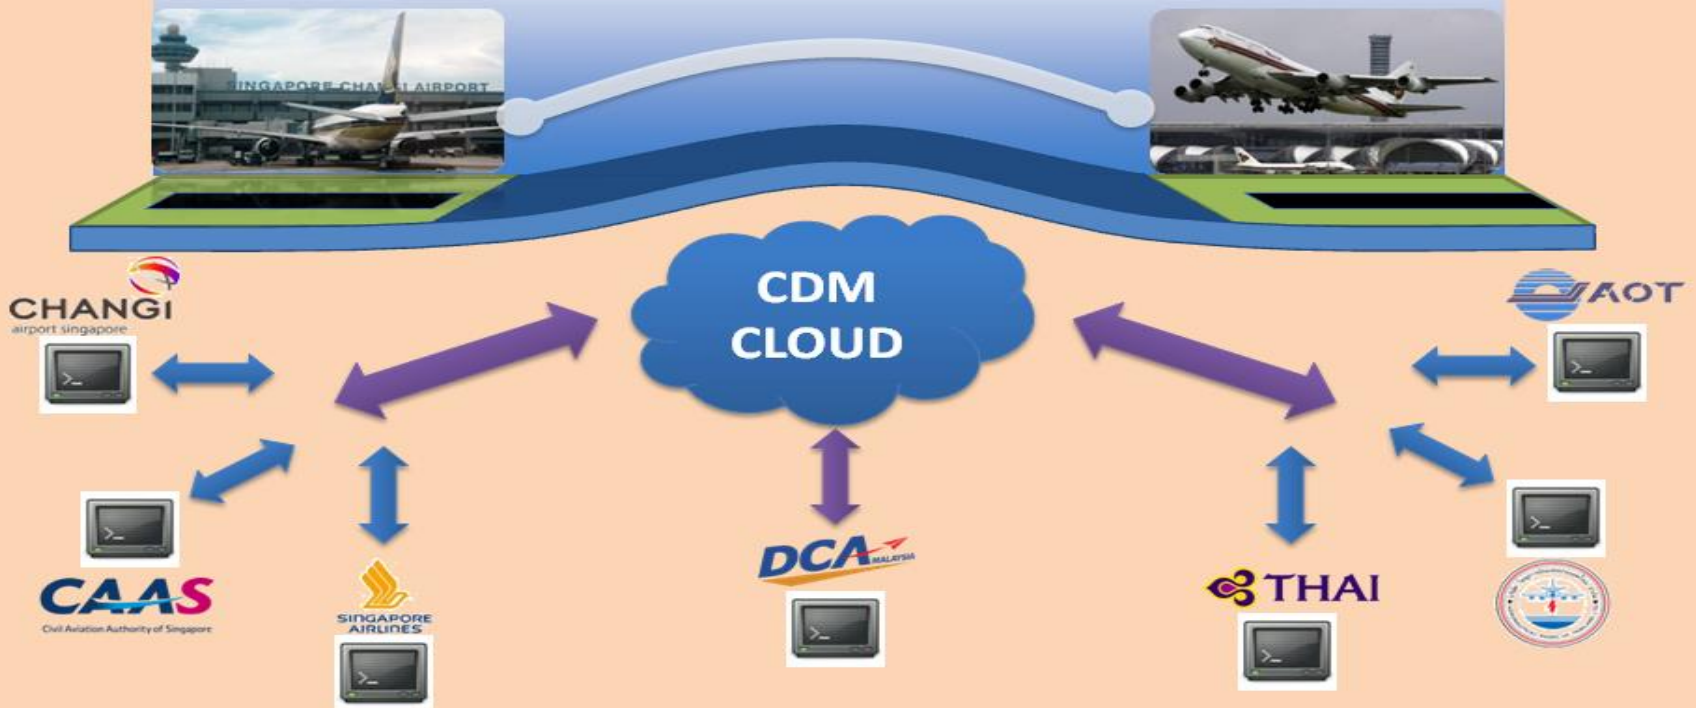 SINGAPORE CHANGI AIRPORT
CDM
CLOUD
CHANGI
airport singapore
>_
AOT
>_
>_
CAAS
Civil Aviation Authority of Singapore
SINGAPORE
AIRLINES
>_
DCA
MALAYSIA
>_
THAI
>_
>_